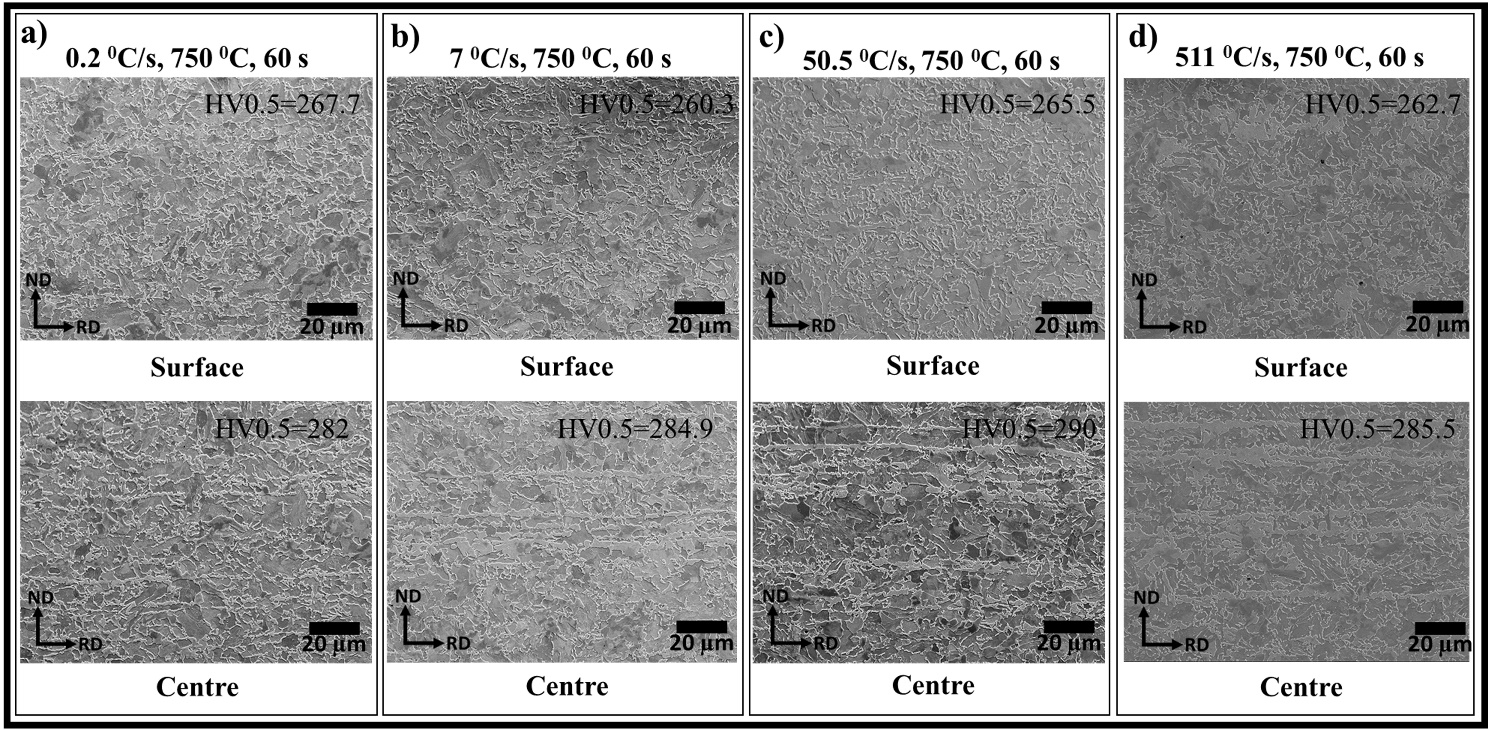 a)
0.2 ⁰C/s, 750 ⁰C, 60 s
HV0.5=267.7
ND
RD
20 μm
Surface
HV0.5=282
ND
RD
20 μm
Centre
b)
7 ⁰C/s, 750 ⁰C, 60 s
HV0.5=260.3
ND
RD
20 μm
Surface
HV0.5=284.9
ND
RD
20 μm
Centre
c)
50.5 ⁰C/s, 750 ⁰C, 60 s
HV0.5=265.5
ND
RD
20 μm
Surface
HV0.5=290
ND
RD
20 μm
Centre
d)
511 ⁰C/s, 750 ⁰C, 60 s
HV0.5=262.7
ND
RD
20 μm
Surface
HV0.5=285.5
ND
RD
20 μm
Centre